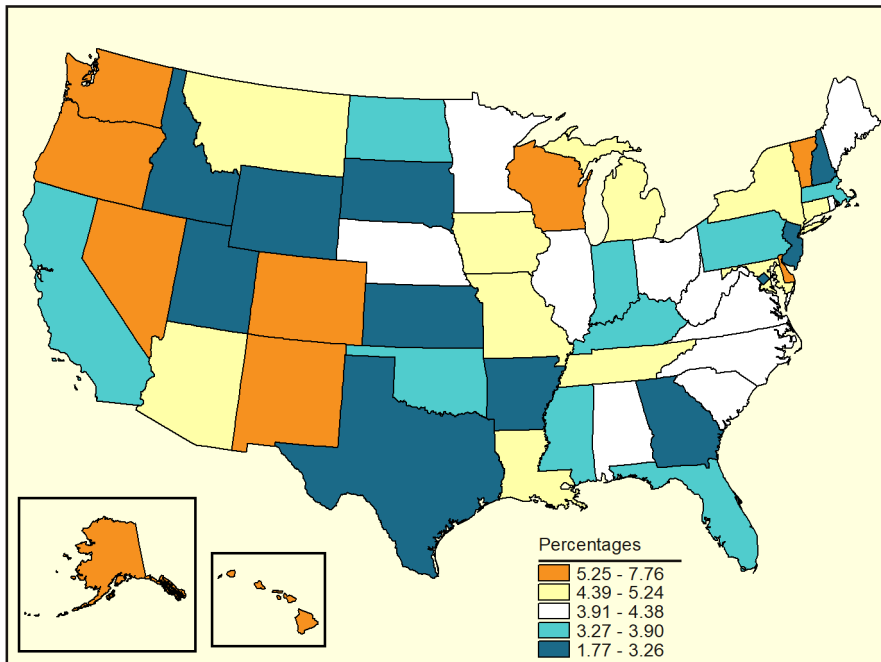 Percentages
5.25 - 7.76
4.39 - 5.24
3.91 - 4.38
3.27 - 3.90
1.77 - 3.26